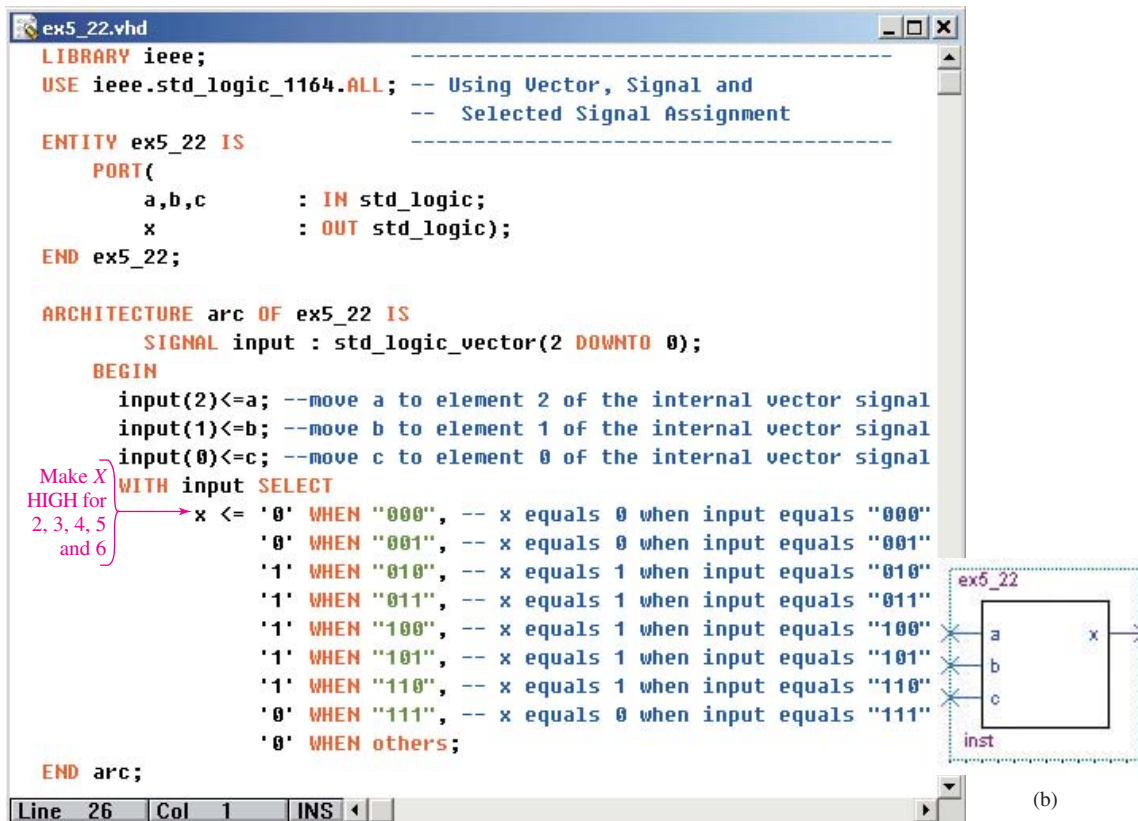 ex5_22.vhd
LIBRARY ieee; --------------------------------------
USE ieee.std_logic_1164.ALL; -- Using Vector, Signal and
--  Selected Signal Assignment
ENTITY ex5_22 IS --------------------------------------
PORT(
a,b,c : IN std_logic;
x : OUT std_logic);
END ex5_22;
ARCHITECTURE arc OF ex5_22 IS
SIGNAL input : std_logic_vector(2 DOWNTO 0);
BEGIN
input(2)<=a; --move a to element 2 of the internal vector signal
input(1)<=b; --move b to element 1 of the internal vector signal
input(0)<=c; --move c to element 0 of the internal vector signal
WITH input SELECT
x <= '0' WHEN "000", -- x equals 0 when input equals "000"
'0' WHEN "001", -- x equals 0 when input equals "001"
'1' WHEN "010", -- x equals 1 when input equals "010"
'1' WHEN "011", -- x equals 1 when input equals "011"
'1' WHEN "100", -- x equals 1 when input equals "100"
'1' WHEN "101", -- x equals 1 when input equals "101"
'1' WHEN "110", -- x equals 1 when input equals "110"
'0' WHEN "111", -- x equals 0 when input equals "111"
'0' WHEN others;
END arc;
Make X
HIGH for
2, 3, 4, 5
and 6
Line 26 Col 1 INS
ex5_22
a x
b
c
inst
(b)